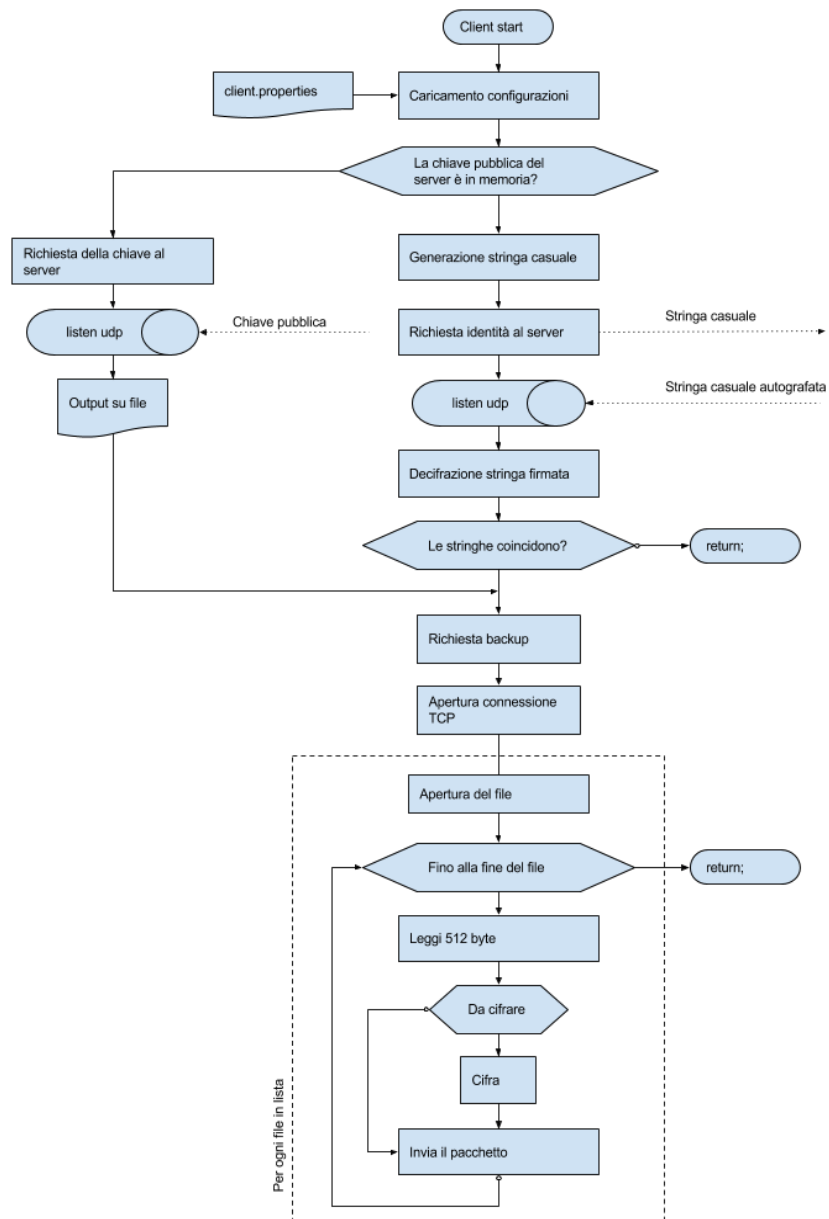 Client start
client.properties
Caricamento configurazioni
La chiave pubblica del
server è in memoria?
Richiesta della chiave al
server
Generazione stringa casuale
listen udp
Chiave pubblica
Richiesta identità al server
Stringa casuale
Output su file
listen udp
Stringa casuale autografata
Decifrazione stringa firmata
Le stringhe coincidono?
return;
Richiesta backup
Apertura connessione
TCP
Apertura del file
Fino alla fine del file
return;
Leggi 512 byte
Da cifrare
Cifra
Invia il pacchetto
Per ogni file in lista